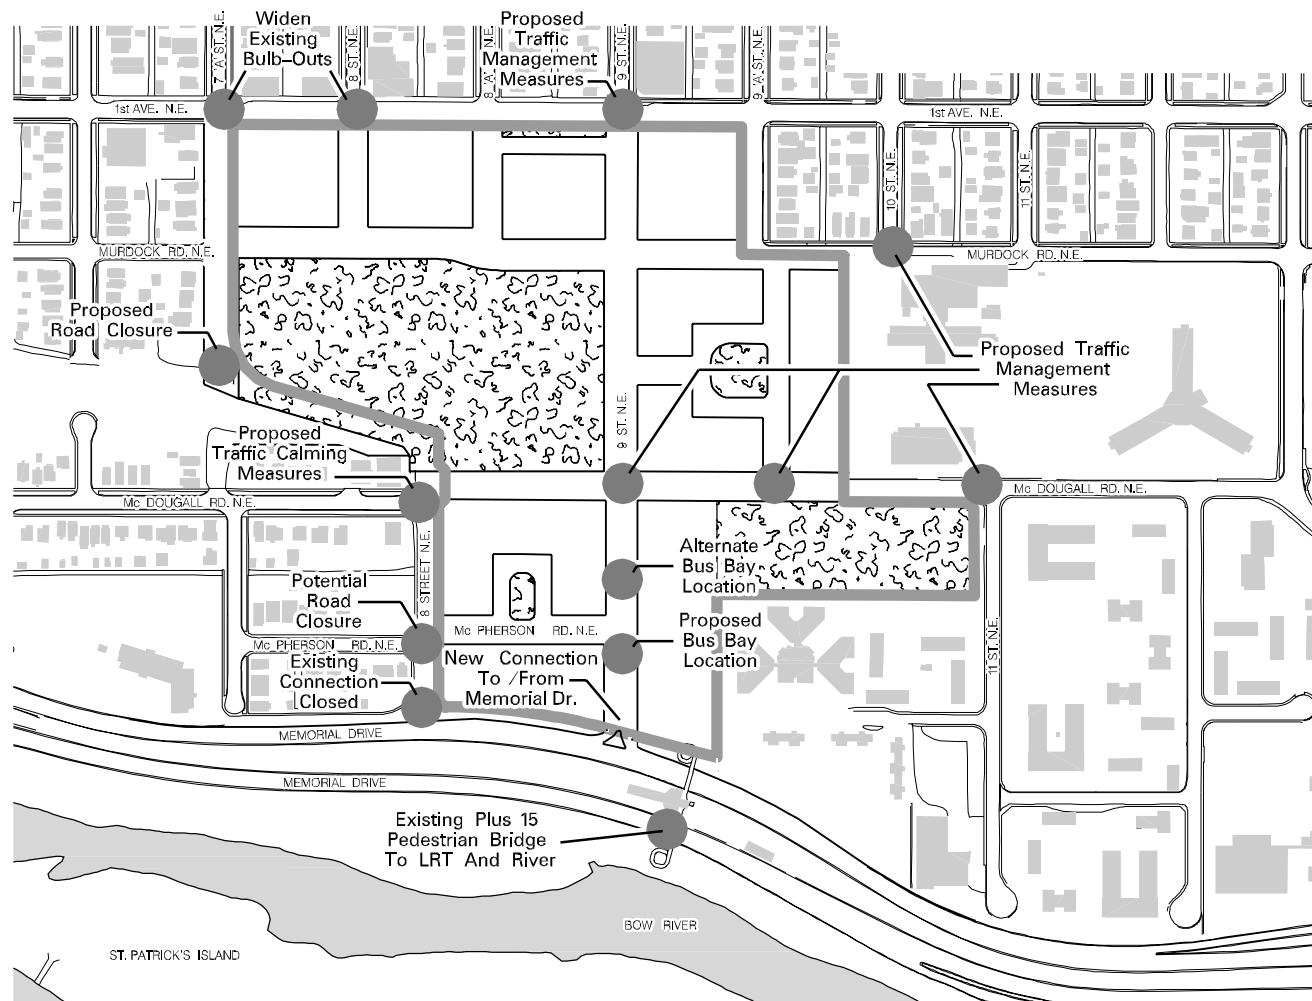 7 'A' ST. N.E.
Widen
Existing
Bulb-Outs
8 ST. N.E.
8 'A' ST. N.E.
Proposed
Traffic
Management
Measures
9 ST. N.E.
9 'A' ST. N.E.
1st AVE. N.E.
1st AVE. N.E.
10 ST. N.E.
11 ST. N.E.
MURDOCK RD. N.E.
MURDOCK RD. N.E.
Proposed
Road Closure
Proposed Traffic
Management
Measures
9 ST. N.E.
Proposed
Traffic Calming
Measures
Mc DOUGALL RD. N.E.
Mc DOUGALL RD. N.E.
8 STREET N.E.
Alternate
Bus Bay
Location
Potential
Road
Closure
Mc PHERSON RD. N.E.
Mc PHERSON RD. N.E.
Proposed
Bus Bay
Location
11 ST. N.E.
Existing
Connection
Closed
New Connection
To /From
Memorial Dr.
MEMORIAL DRIVE
MEMORIAL DRIVE
Existing Plus 15
Pedestrian Bridge
To LRT And River
BOW RIVER
ST. PATRICK'S ISLAND